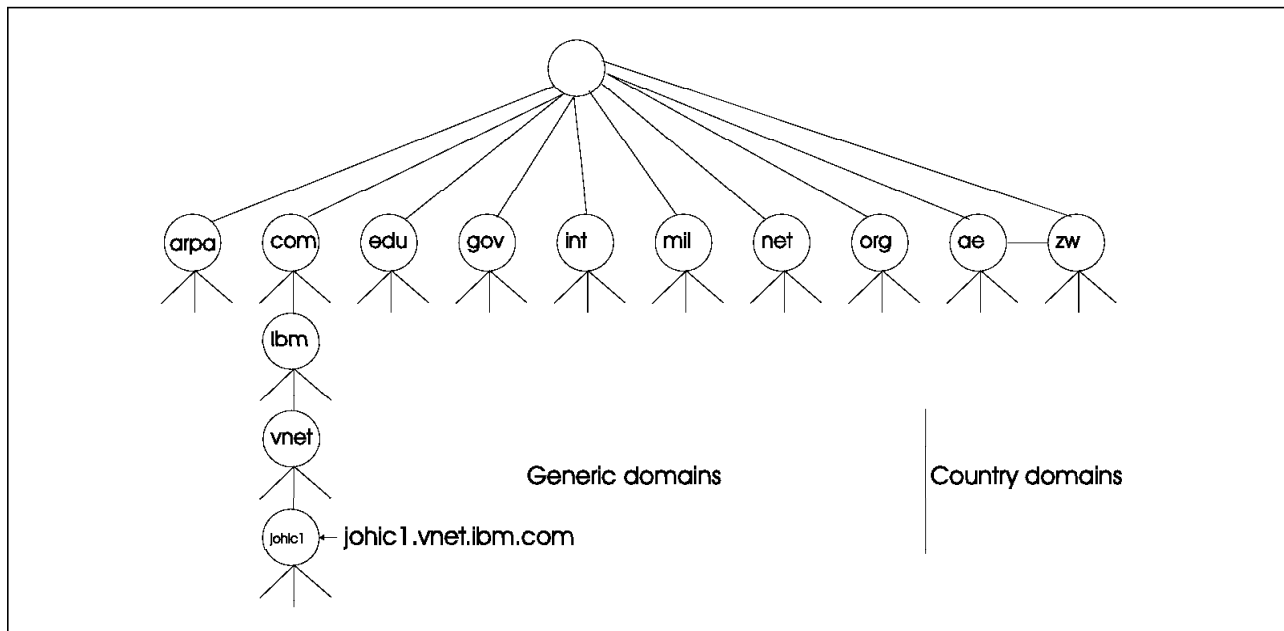 arpa com edu gov int mil net org ae zw
ibm
vnet
Generic domains Country domains
johic1 johic1.vnet.ibm.com